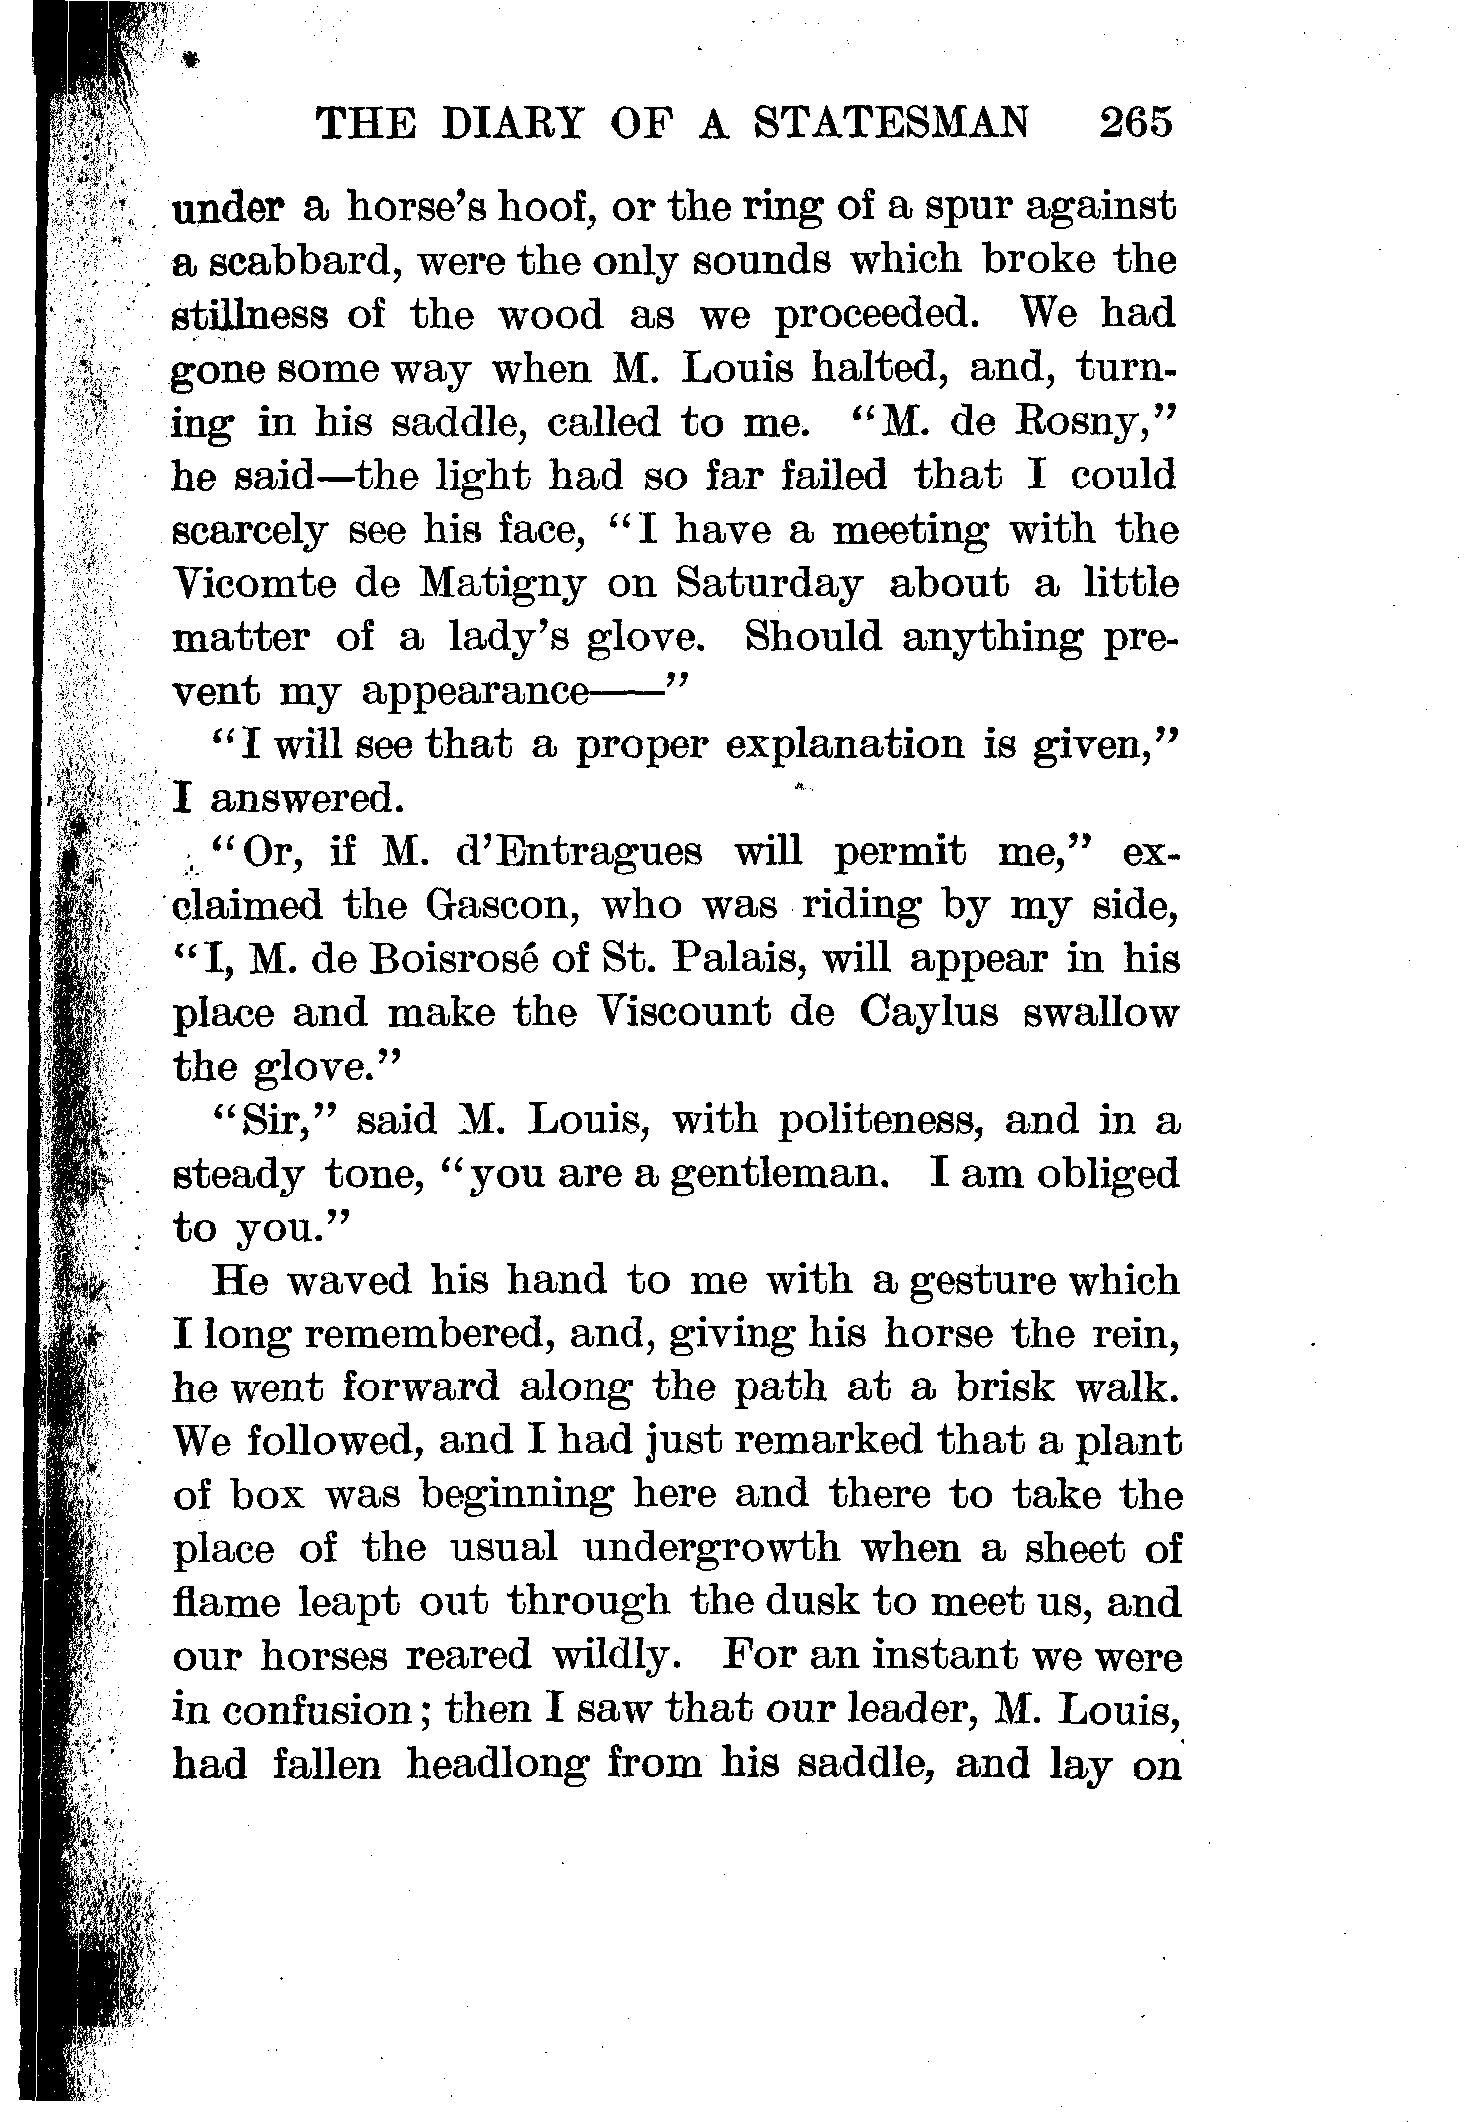 THE DIARY OF A STATESMAN 265
under a horse's hoof, or the ring of a spur against
a scabbard, were the only sounds which broke the
stillness of the wood as we proceeded. We had
gone some way when M. Louis halted, and, turn-
ing in his saddle, called to me. "M. de Rosny,"
he said—the light had so far failed that I could
scarcely see his face, "I have a meeting with the
Vicomte de Matigny on Saturday about a little
matter of a lady's glove. Should anything pre-
vent my appearance——"
"I will see that a proper explanation is given,"
I answered.
"Or, if M. d'Entragues will permit me," ex-
claimed the Gascon, who was riding by my side,
"I, M. de Boisrosé of St. Palais, will appear in his
place and make the Viscount de Caylus swallow
the glove."
"Sir," said M. Louis, with politeness, and in a
steady tone, "you are a gentleman. I am obliged
to you."
He waved his hand to me with a gesture which
I long remembered, and, giving his horse the rein,
he went forward along the path at a brisk walk.
We followed, and I had just remarked that a plant
of box was beginning here and there to take the
place of the usual undergrowth when a sheet of
flame leapt out through the dusk to meet us, and
our horses reared wildly. For an instant we were
in confusion; then I saw that our leader, M. Louis,
had fallen headlong from his saddle, and lay on